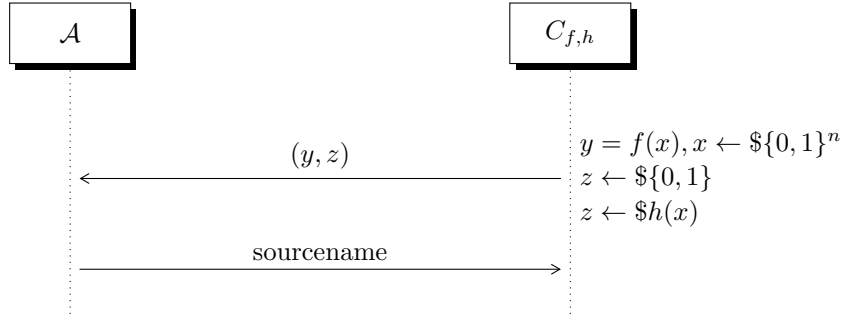 𝒜
C_{f,h}
y = f(x), x ← ${0, 1}^n
(y, z)
z ← ${0, 1}
z ← $h(x)
sourcename